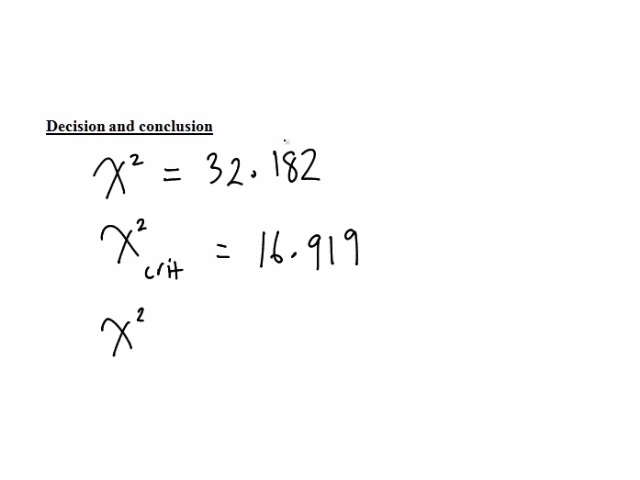 Decision and conclusion
χ² = 32.182
χ²crit = 16.919
χ²